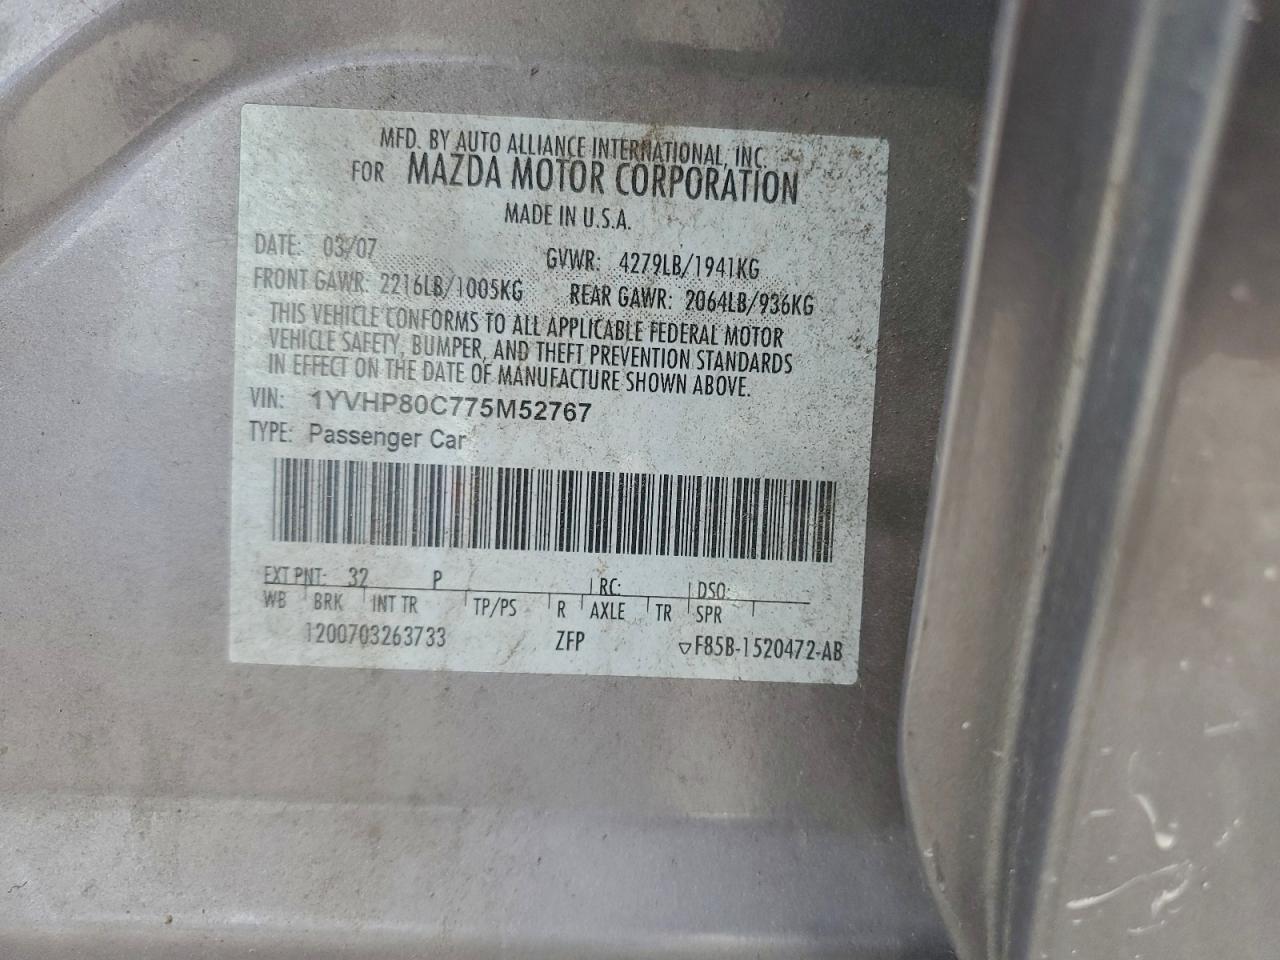 MFD. BY AUTO ALLIANCE INTERNATIONAL, INC.
FOR MAZDA MOTOR CORPORATION
MADE IN U.S.A.
DATE: 03/07 GVWR: 4279LB/1941KG
FRONT GAWR: 2216LB/1005KG REAR GAWR: 2064LB/936KG
THIS VEHICLE CONFORMS TO ALL APPLICABLE FEDERAL MOTOR
VEHICLE SAFETY, BUMPER, AND THEFT PREVENTION STANDARDS
IN EFFECT ON THE DATE OF MANUFACTURE SHOWN ABOVE.
VIN: 1YVHP80C775M52767
TYPE: Passenger Car
EXT PNT: 32 P RC: DSO:
WB BRK INT TR TP/PS R AXLE TR SPR
1200703263733 ZFP ▽F85B-1520472-AB